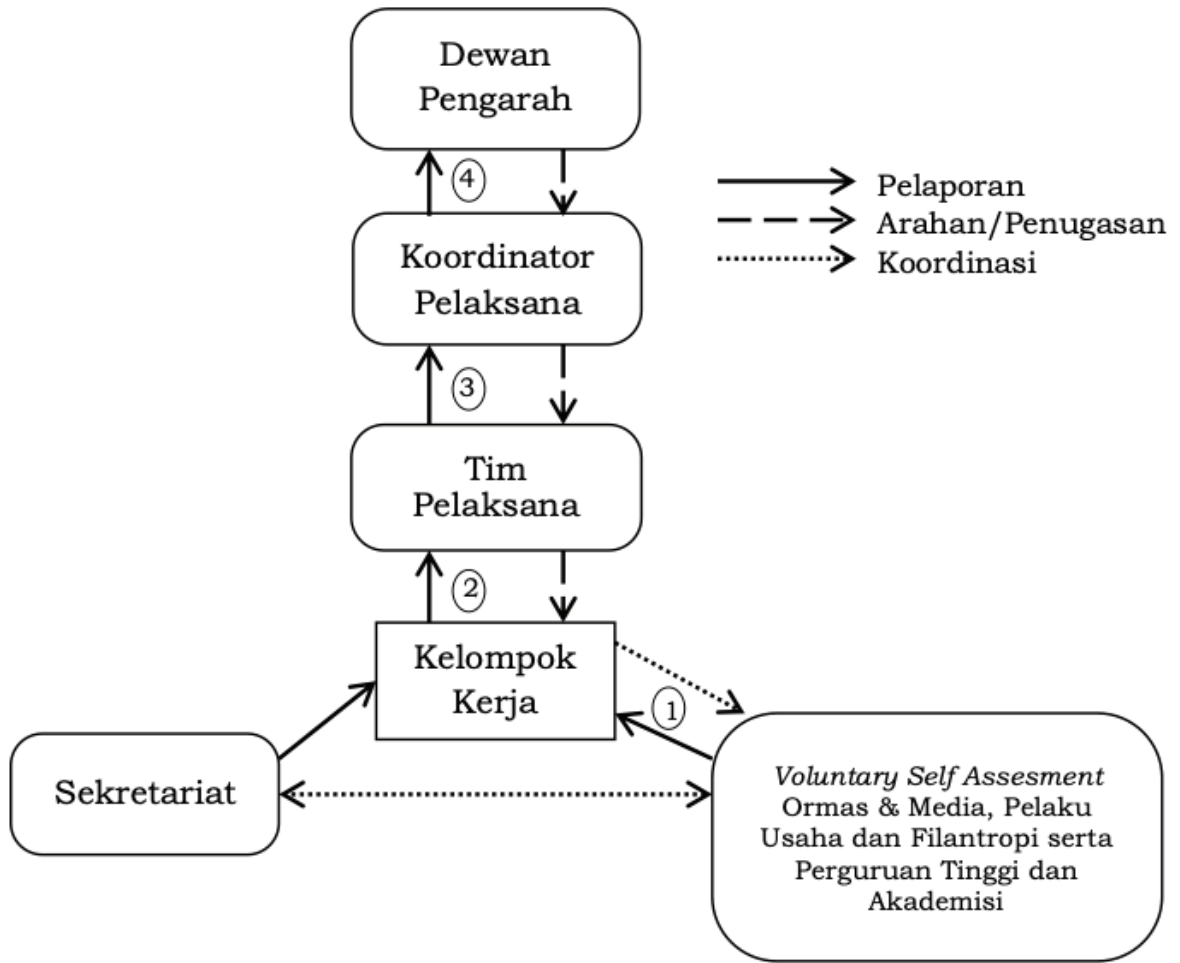 Dewan
Pengarah
4
Pelaporan
Arahan/Penugasan
Koordinasi
Koordinator
Pelaksana
3
Tim
Pelaksana
2
Kelompok
Kerja
1
Sekretariat
Voluntary Self Assesment
Ormas & Media, Pelaku
Usaha dan Filantropi serta
Perguruan Tinggi dan
Akademisi